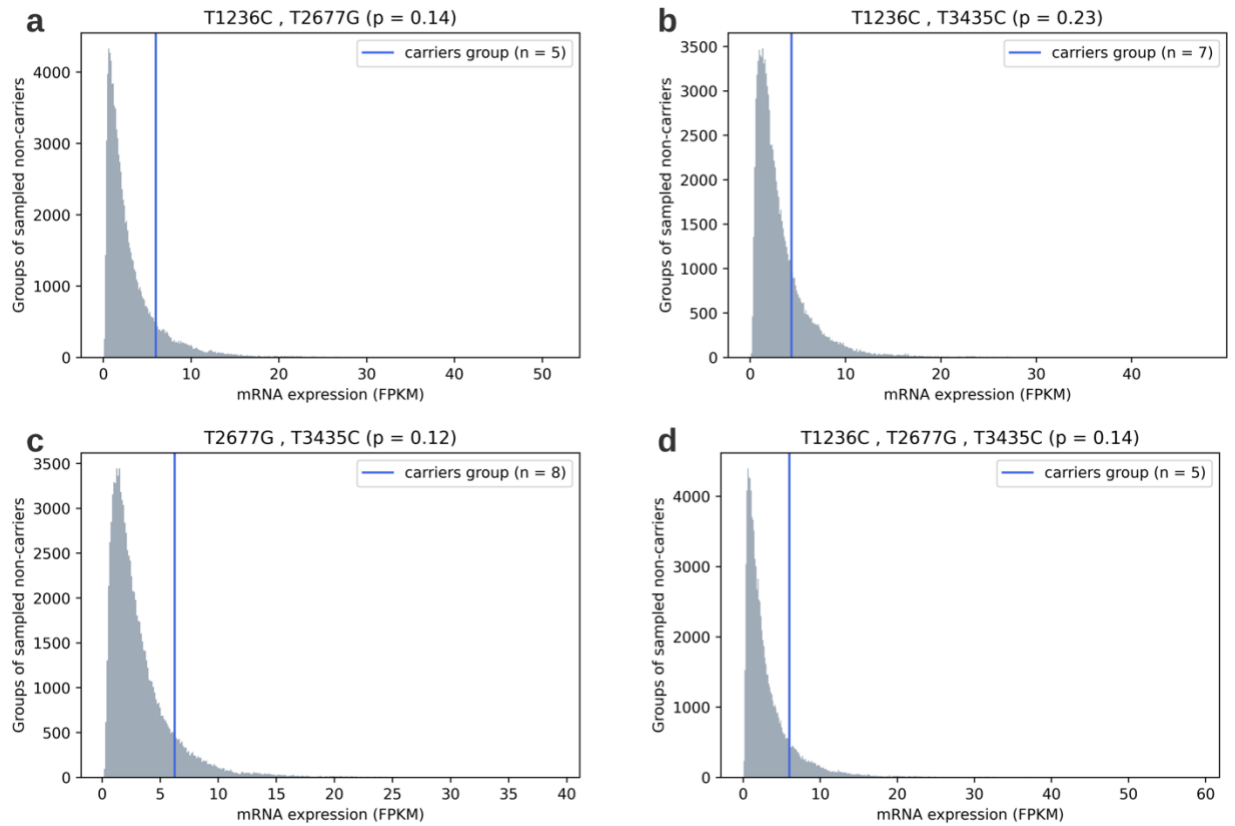 a
T1236C , T2677G (p = 0.14)
carriers group (n = 5)
Groups of sampled non-carriers
4000
3000
2000
1000
0
0 10 20 30 40 50
mRNA expression (FPKM)
b
T1236C , T3435C (p = 0.23)
carriers group (n = 7)
Groups of sampled non-carriers
3500
3000
2500
2000
1500
1000
500
0
0 10 20 30 40
mRNA expression (FPKM)
c
T2677G , T3435C (p = 0.12)
carriers group (n = 8)
Groups of sampled non-carriers
3500
3000
2500
2000
1500
1000
500
0
0 5 10 15 20 25 30 35 40
mRNA expression (FPKM)
d
T1236C , T2677G , T3435C (p = 0.14)
carriers group (n = 5)
Groups of sampled non-carriers
4000
3000
2000
1000
0
0 10 20 30 40 50 60
mRNA expression (FPKM)